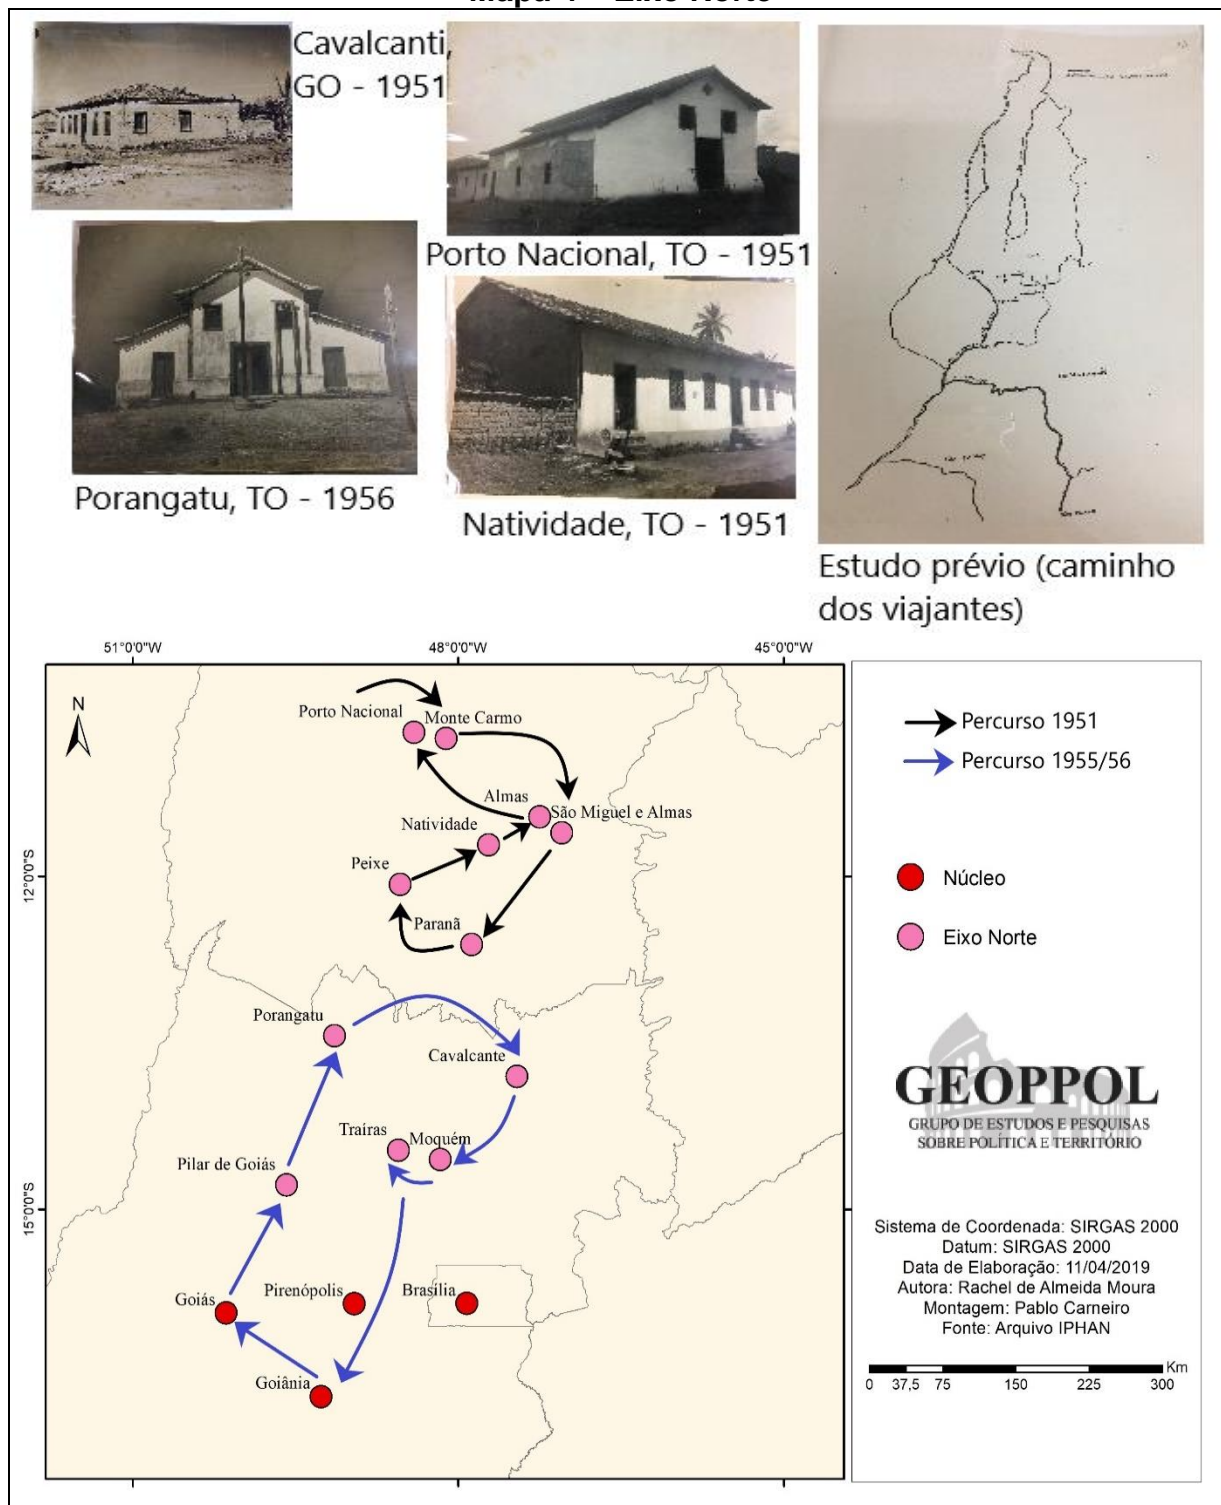 Cavalcanti,
GO - 1951
Porto Nacional, TO - 1951
Porangatu, TO - 1956
Natividade, TO - 1951
Estudo prévio (caminho
dos viajantes)
51°0'0"W
48°0'0"W
45°0'0"W
12°0'0"S
15°0'0"S
N
Porto Nacional
Monte Carmo
Almas
São Miguel e Almas
Natividade
Peixe
Paranã
Porangatu
Cavalcante
Traíras
Moquém
Pilar de Goiás
Goiás
Pirenópolis
Brasília
Goiânia
Percurso 1951
Percurso 1955/56
Núcleo
Eixo Norte
GEOPPOL
GRUPO DE ESTUDOS E PESQUISAS
SOBRE POLÍTICA E TERRITÓRIO
Sistema de Coordenada: SIRGAS 2000
Datum: SIRGAS 2000
Data de Elaboração: 11/04/2019
Autora: Rachel de Almeida Moura
Montagem: Pablo Carneiro
Fonte: Arquivo IPHAN
Km
0 37,5 75 150 225 300